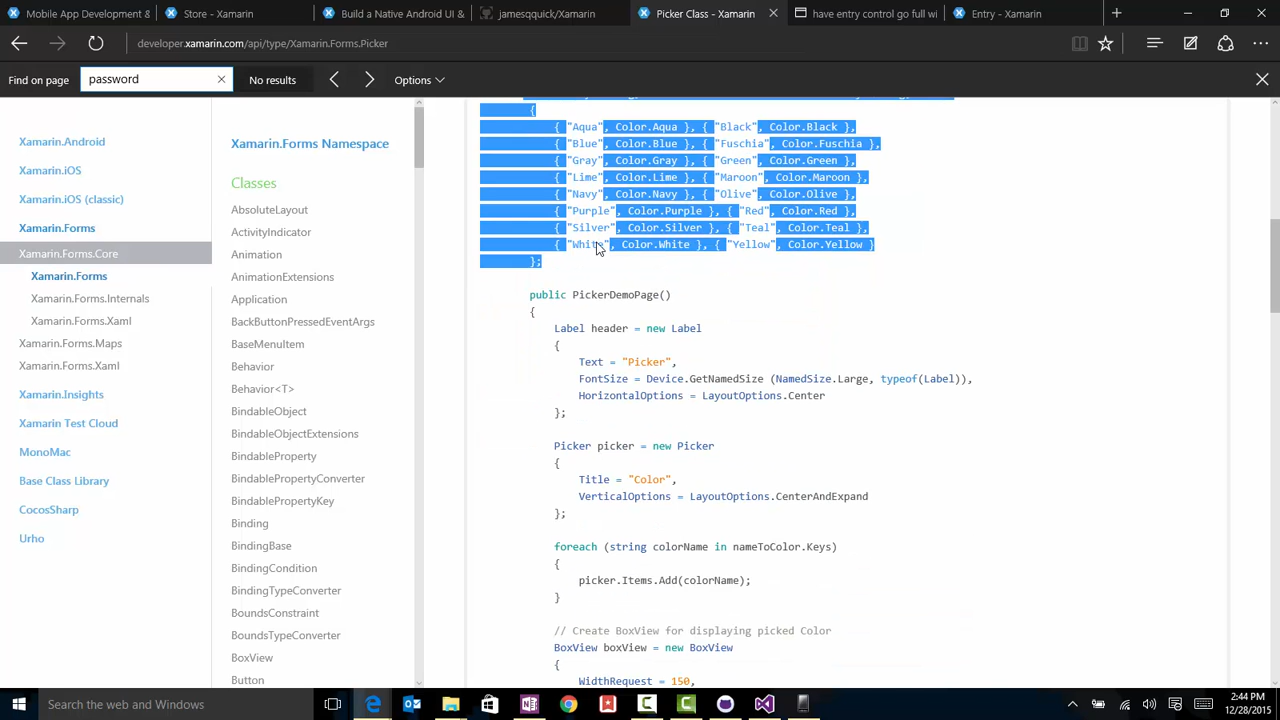 Mobile App Development
Store - Xamarin
Build a Native Android UI &
jamesquick/Xamarin
Picker Class - Xamarin
have entry control go full wi
Entry - Xamarin
developer.xamarin.com/api/type/Xamarin.Forms.Picker
Find on page
password
No results
Options
Xamarin.Android
Xamarin.iOS
Xamarin.iOS (classic)
Xamarin.Forms
Xamarin.Forms.Core
Xamarin.Forms
Xamarin.Forms.Internals
Xamarin.Forms.Xaml
Xamarin.Forms.Maps
Xamarin.Forms.Xaml
Xamarin.Insights
Xamarin Test Cloud
MonoMac
Base Class Library
CocosSharp
Urho
Xamarin.Forms Namespace
Classes
AbsoluteLayout
ActivityIndicator
Animation
AnimationExtensions
Application
BackButtonPressedEventArgs
BaseMenuItem
Behavior
Behavior<T>
BindableObject
BindableObjectExtensions
BindableProperty
BindablePropertyConverter
BindablePropertyKey
Binding
BindingBase
BindingCondition
BindingTypeConverter
BoundsConstraint
BoundsTypeConverter
BoxView
Button
{
{ "Aqua", Color.Aqua }, { "Black", Color.Black },
{ "Blue", Color.Blue }, { "Fuschia", Color.Fuschia },
{ "Gray", Color.Gray }, { "Green", Color.Green },
{ "Lime", Color.Lime }, { "Maroon", Color.Maroon },
{ "Navy", Color.Navy }, { "Olive", Color.Olive },
{ "Purple", Color.Purple }, { "Red", Color.Red },
{ "Silver", Color.Silver }, { "Teal", Color.Teal },
{ "White", Color.White }, { "Yellow", Color.Yellow }
};
public PickerDemoPage()
{
Label header = new Label
{
Text = "Picker",
FontSize = Device.GetNamedSize (NamedSize.Large, typeof(Label)),
HorizontalOptions = LayoutOptions.Center
};
Picker picker = new Picker
{
Title = "Color",
VerticalOptions = LayoutOptions.CenterAndExpand
};
foreach (string colorName in nameToColor.Keys)
{
picker.Items.Add(colorName);
}
// Create BoxView for displaying picked Color
BoxView boxView = new BoxView
{
WidthRequest = 150,
Search the web and Windows
2:44 PM
12/28/2015